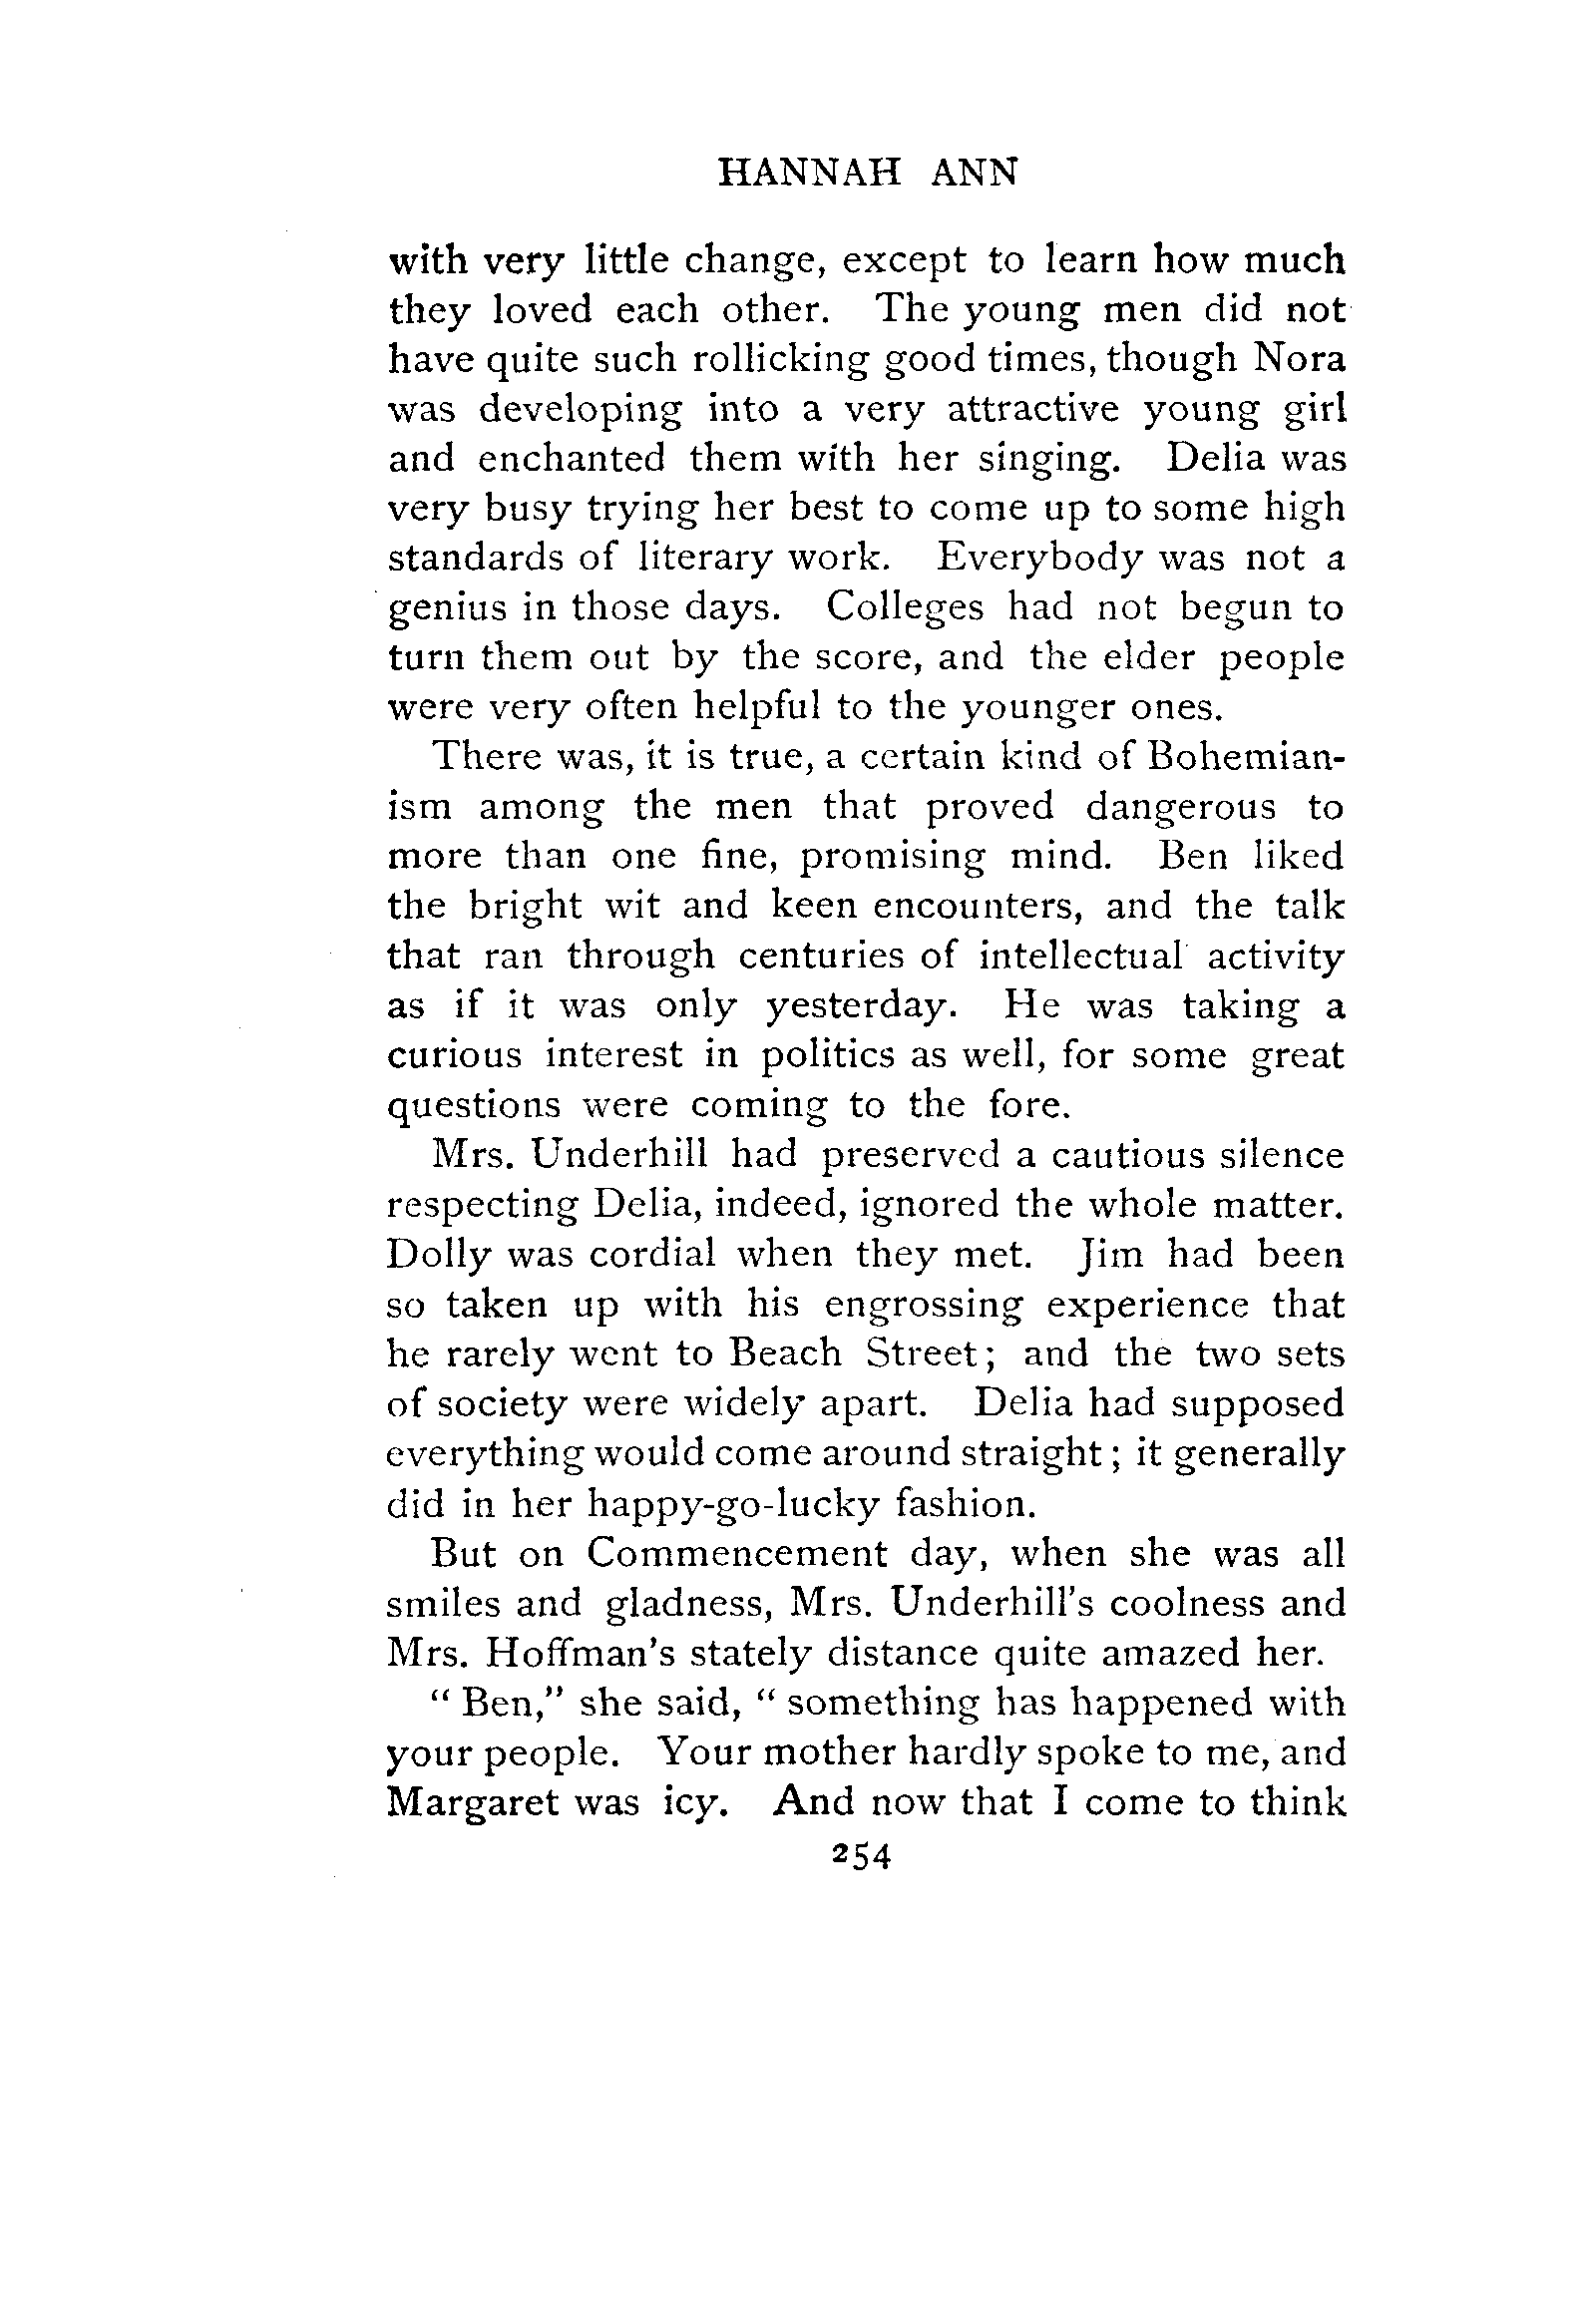 HANNAH ANN
with very little change, except to learn how much
they loved each other. The young men did not
have quite such rollicking good times, though Nora
was developing into a very attractive young girl
and enchanted them with her singing. Delia was
very busy trying her best to come up to some high
standards of literary work. Everybody was not a
genius in those days. Colleges had not begun to
turn them out by the score, and the elder people
were very often helpful to the younger ones.
There was, it is true, a certain kind of Bohemian-
ism among the men that proved dangerous to
more than one fine, promising mind. Ben liked
the bright wit and keen encounters, and the talk
that ran through centuries of intellectual activity
as if it was only yesterday. He was taking a
curious interest in politics as well, for some great
questions were coming to the fore.
Mrs. Underhill had preserved a cautious silence
respecting Delia, indeed, ignored the whole matter.
Dolly was cordial when they met. Jim had been
so taken up with his engrossing experience that
he rarely went to Beach Street; and the two sets
of society were widely apart. Delia had supposed
everything would come around straight; it generally
did in her happy-go-lucky fashion.
But on Commencement day, when she was all
smiles and gladness, Mrs. Underhill's coolness and
Mrs. Hoffman's stately distance quite amazed her.
"Ben," she said, "something has happened with
your people. Your mother hardly spoke to me, and
Margaret was icy. And now that I come to think
254